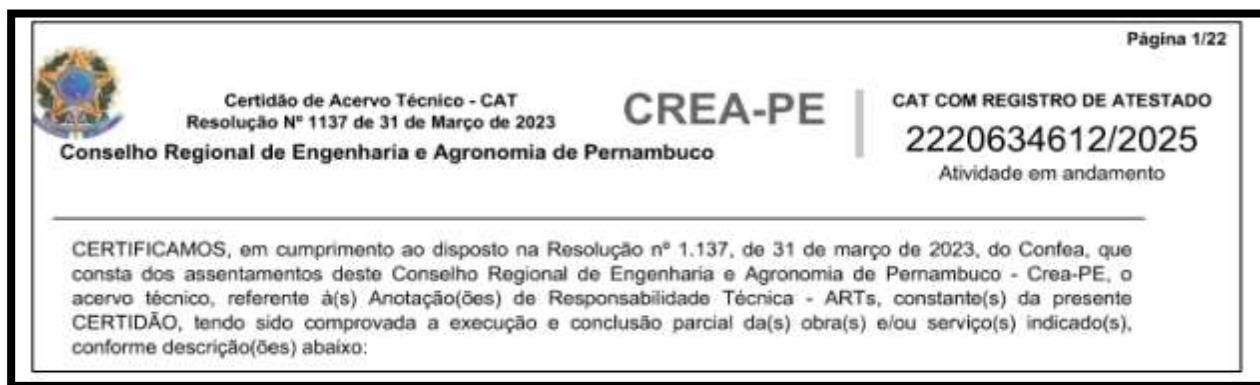 Página 1/22
Certidão de Acervo Técnico - CAT
Resolução Nº 1137 de 31 de Março de 2023
Conselho Regional de Engenharia e Agronomia de Pernambuco
CREA-PE
CAT COM REGISTRO DE ATESTADO
2220634612/2025
Atividade em andamento
CERTIFICAMOS, em cumprimento ao disposto na Resolução nº 1.137, de 31 de março de 2023, do Confea, que
consta dos assentamentos deste Conselho Regional de Engenharia e Agronomia de Pernambuco - Crea-PE, o
acervo técnico, referente à(s) Anotação(ões) de Responsabilidade Técnica - ARTs, constante(s) da presente
CERTIDÃO, tendo sido comprovada a execução e conclusão parcial da(s) obra(s) e/ou serviço(s) indicado(s),
conforme descrição(ões) abaixo: